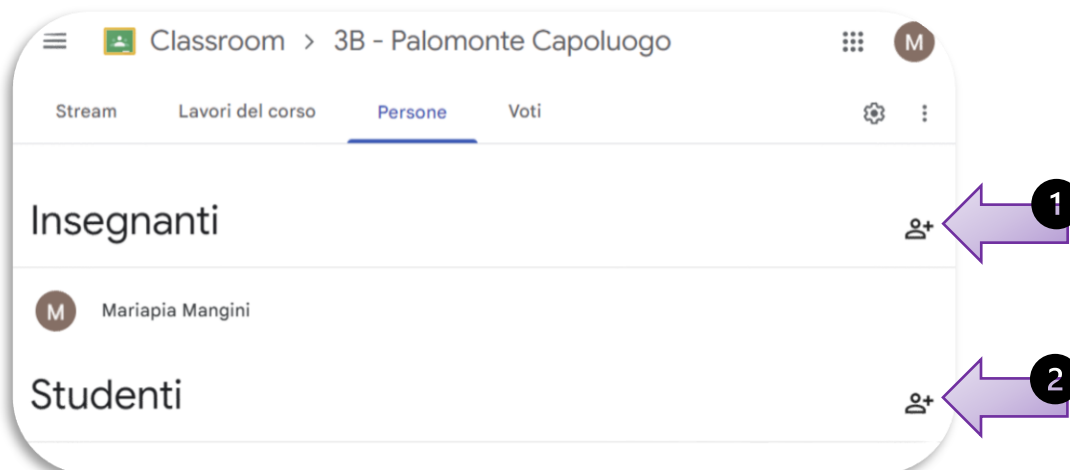 Classroom > 3B - Palomonte Capoluogo
M
Stream Lavori del corso Persone Voti
Insegnanti
1
M Mariapia Mangini
Studenti
2